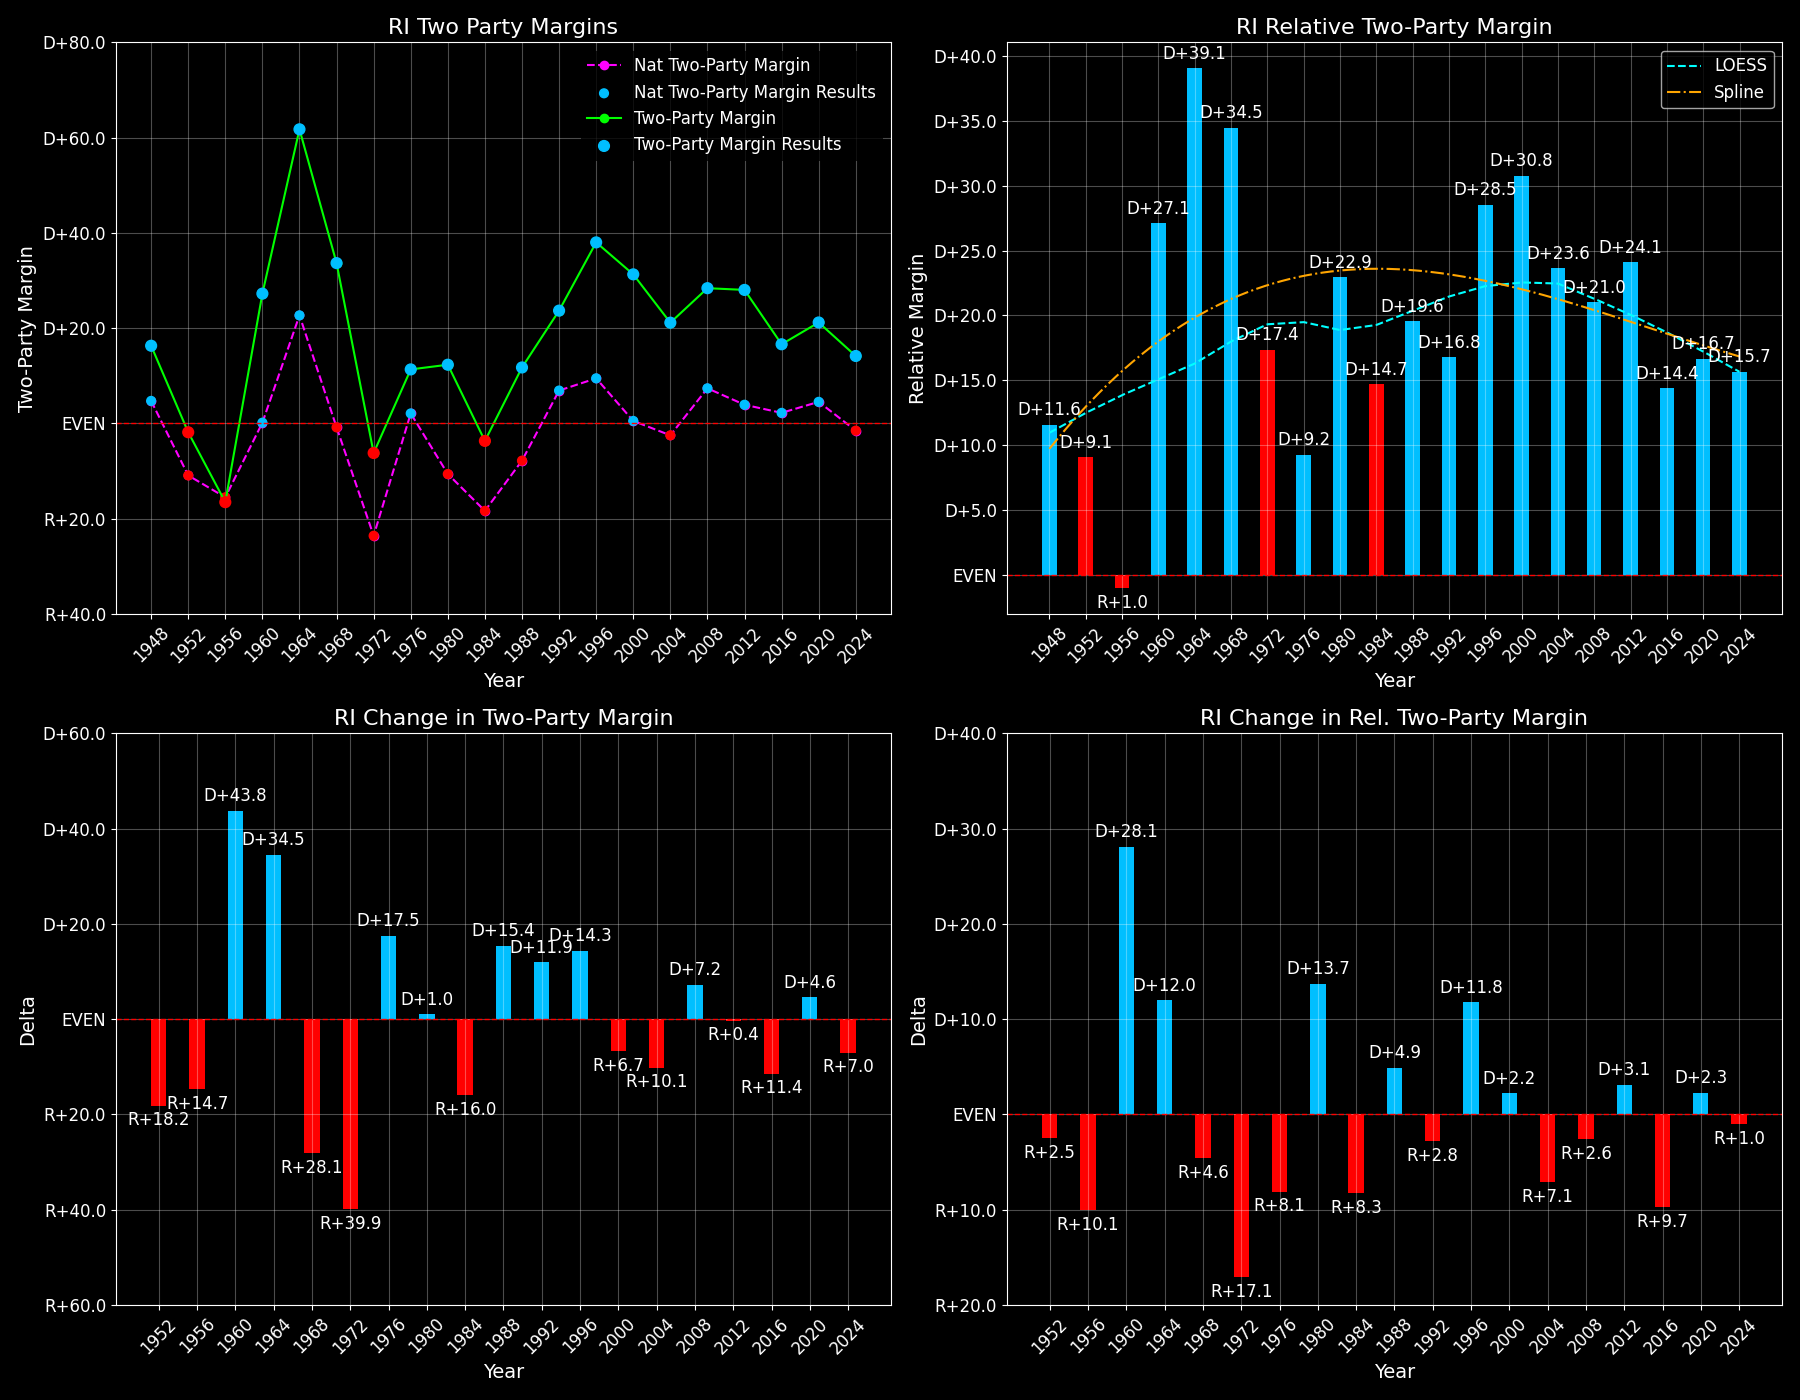 RI Two Party Margins
D+80.0
D+60.0
D+40.0
D+20.0
EVEN
R+20.0
R+40.0
Two-Party Margin
Nat Two-Party Margin
Nat Two-Party Margin Results
Two-Party Margin
Two-Party Margin Results
1948
1952
1956
1960
1964
1968
1972
1976
1980
1984
1988
1992
1996
2000
2004
2008
2012
2016
2020
2024
Year
RI Relative Two-Party Margin
D+40.0
D+35.0
D+30.0
D+25.0
D+20.0
D+15.0
D+10.0
D+5.0
EVEN
Relative Margin
LOESS
Spline
D+11.6
D+9.1
R+1.0
D+27.1
D+39.1
D+34.5
D+17.4
D+9.2
D+22.9
D+14.7
D+19.6
D+16.8
D+28.5
D+30.8
D+23.6
D+21.0
D+24.1
D+14.4
D+16.7
D+15.7
1948
1952
1956
1960
1964
1968
1972
1976
1980
1984
1988
1992
1996
2000
2004
2008
2012
2016
2020
2024
Year
RI Change in Two-Party Margin
D+60.0
D+40.0
D+20.0
EVEN
R+20.0
R+40.0
R+60.0
Delta
R+18.2
R+14.7
D+43.8
D+34.5
R+28.1
R+39.9
D+17.5
D+1.0
R+16.0
D+15.4
D+11.9
D+14.3
R+6.7
R+10.1
D+7.2
R+0.4
R+11.4
D+4.6
R+7.0
1952
1956
1960
1964
1968
1972
1976
1980
1984
1988
1992
1996
2000
2004
2008
2012
2016
2020
2024
Year
RI Change in Rel. Two-Party Margin
D+40.0
D+30.0
D+20.0
D+10.0
EVEN
R+10.0
R+20.0
Delta
R+2.5
R+10.1
D+28.1
D+12.0
R+4.6
R+17.1
R+8.1
D+13.7
R+8.3
D+4.9
R+2.8
D+11.8
D+2.2
R+7.1
R+2.6
D+3.1
R+9.7
D+2.3
R+1.0
1952
1956
1960
1964
1968
1972
1976
1980
1984
1988
1992
1996
2000
2004
2008
2012
2016
2020
2024
Year